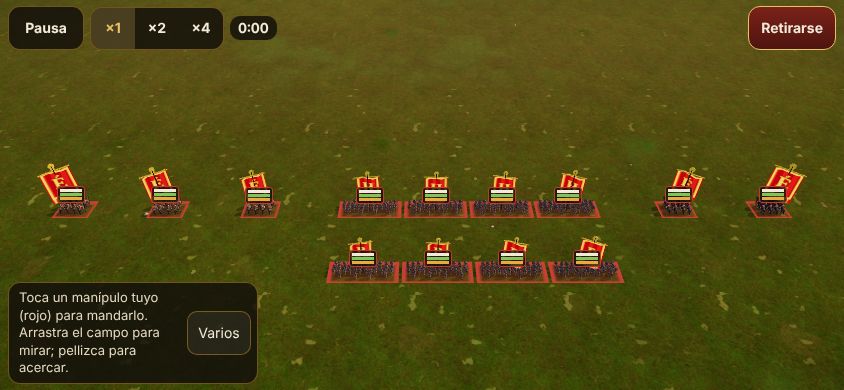 Pausa
×1
×2
×4
0:00
Retirarse
Toca un manípulo tuyo
(rojo) para mandarlo.
Arrastra el campo para
mirar; pellizca para
acercar.
Varios